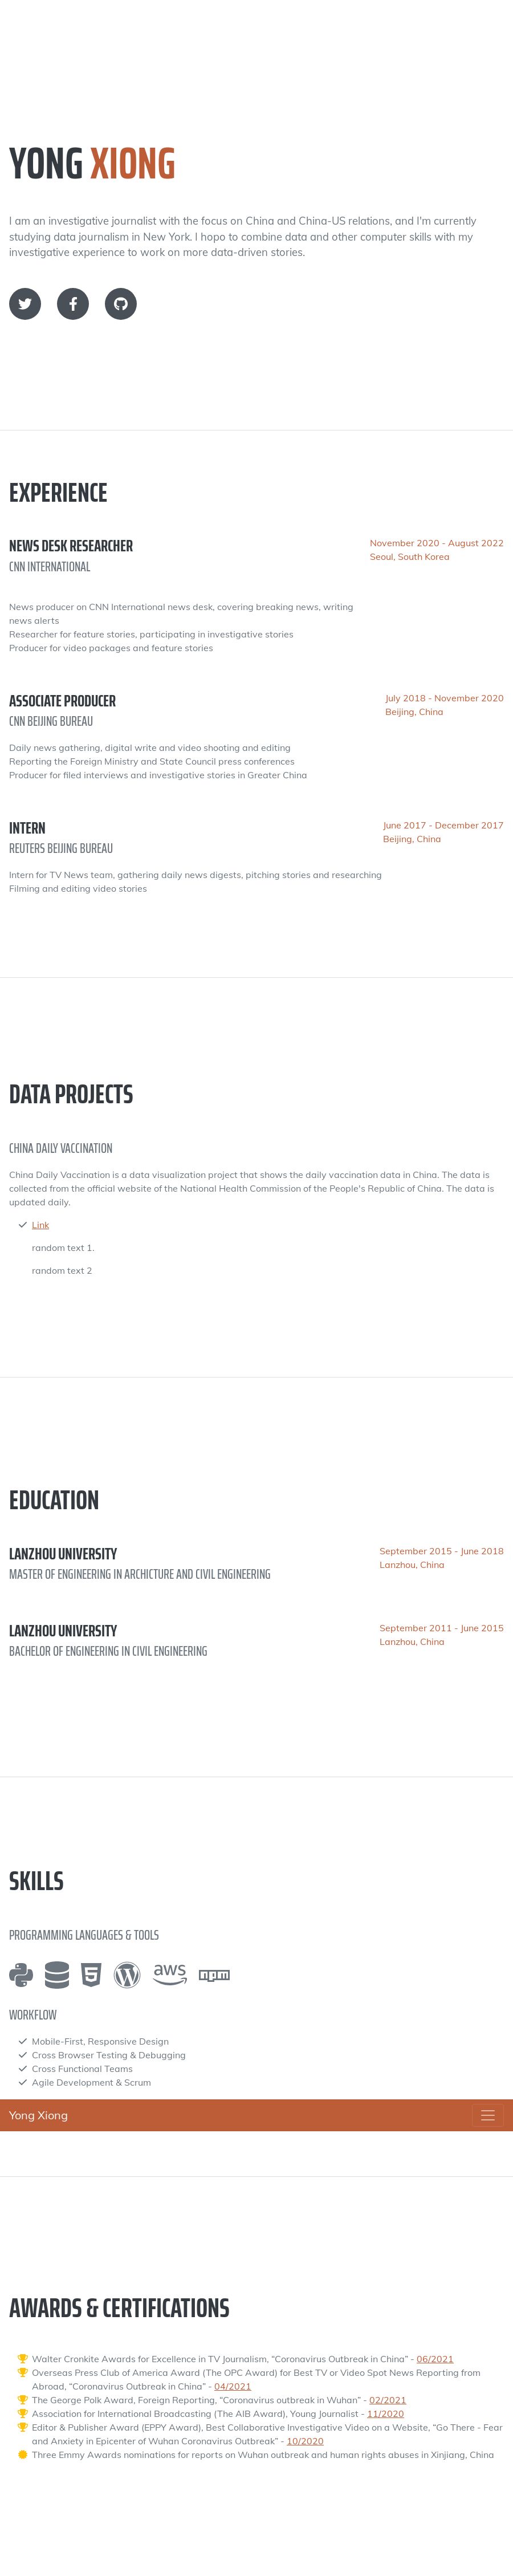 YONG XIONG
I am an investigative journalist with the focus on China and China-US relations, and I'm currently
studying data journalism in New York. I hopo to combine data and other computer skills with my
investigative experience to work on more data-driven stories.
EXPERIENCE
NEWS DESK RESEARCHER
CNN INTERNATIONAL
November 2020 - August 2022
Seoul, South Korea
News producer on CNN International news desk, covering breaking news, writing
news alerts
Researcher for feature stories, participating in investigative stories
Producer for video packages and feature stories
ASSOCIATE PRODUCER
CNN BEIJING BUREAU
July 2018 - November 2020
Beijing, China
Daily news gathering, digital write and video shooting and editing
Reporting the Foreign Ministry and State Council press conferences
Producer for filed interviews and investigative stories in Greater China
INTERN
REUTERS BEIJING BUREAU
June 2017 - December 2017
Beijing, China
Intern for TV News team, gathering daily news digests, pitching stories and researching
Filming and editing video stories
DATA PROJECTS
CHINA DAILY VACCINATION
China Daily Vaccination is a data visualization project that shows the daily vaccination data in China. The data is
collected from the official website of the National Health Commission of the People's Republic of China. The data is
updated daily.
Link
random text 1.
random text 2
EDUCATION
LANZHOU UNIVERSITY
MASTER OF ENGINEERING IN ARCHICTURE AND CIVIL ENGINEERING
September 2015 - June 2018
Lanzhou, China
LANZHOU UNIVERSITY
BACHELOR OF ENGINEERING IN CIVIL ENGINEERING
September 2011 - June 2015
Lanzhou, China
SKILLS
PROGRAMMING LANGUAGES & TOOLS
aws
npm
WORKFLOW
Mobile-First, Responsive Design
Cross Browser Testing & Debugging
Cross Functional Teams
Agile Development & Scrum
Yong Xiong
AWARDS & CERTIFICATIONS
Walter Cronkite Awards for Excellence in TV Journalism, “Coronavirus Outbreak in China” - 06/2021
Overseas Press Club of America Award (The OPC Award) for Best TV or Video Spot News Reporting from
Abroad, “Coronavirus Outbreak in China” - 04/2021
The George Polk Award, Foreign Reporting, “Coronavirus outbreak in Wuhan” - 02/2021
Association for International Broadcasting (The AIB Award), Young Journalist - 11/2020
Editor & Publisher Award (EPPY Award), Best Collaborative Investigative Video on a Website, “Go There - Fear
and Anxiety in Epicenter of Wuhan Coronavirus Outbreak” - 10/2020
Three Emmy Awards nominations for reports on Wuhan outbreak and human rights abuses in Xinjiang, China